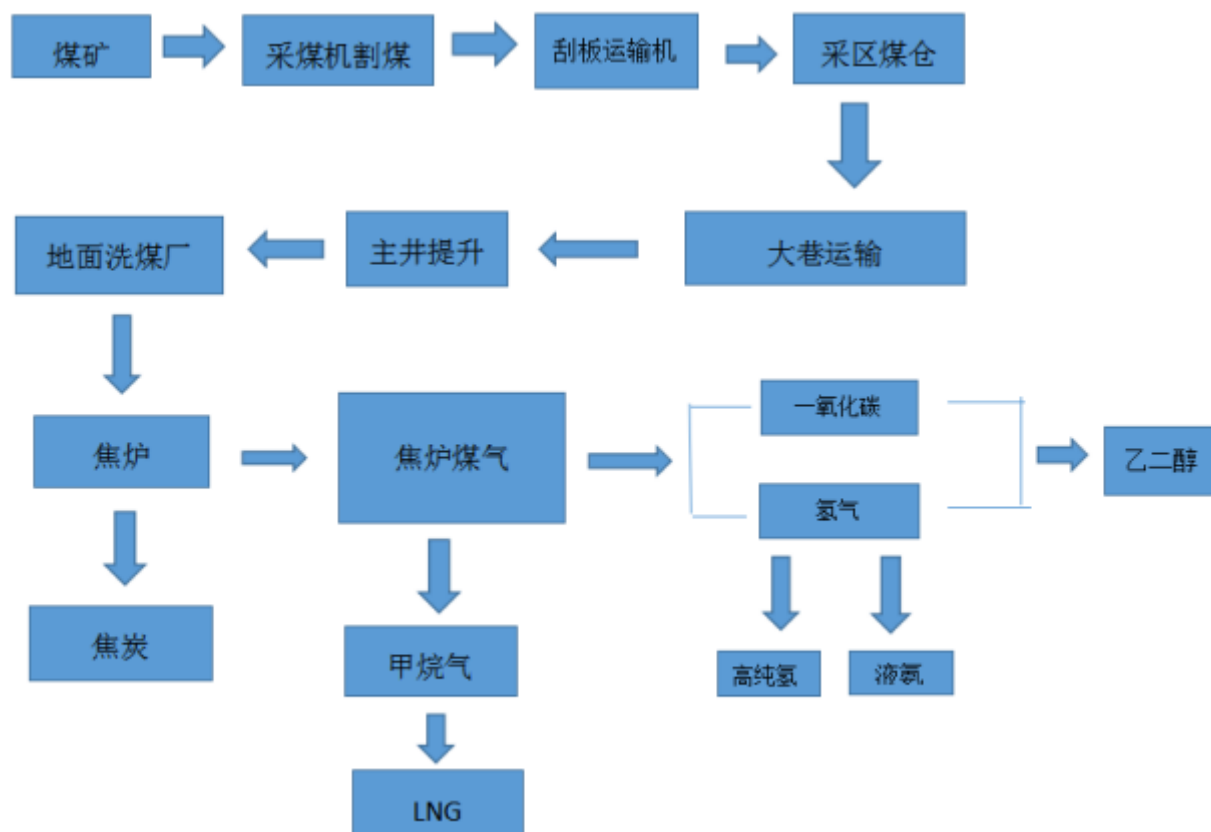 煤矿
采煤机割煤
刮板运输机
采区煤仓
地面洗煤厂
主井提升
大巷运输
焦炉
焦炉煤气
一氧化碳
氢气
乙二醇
焦炭
甲烷气
高纯氢
液氨
LNG